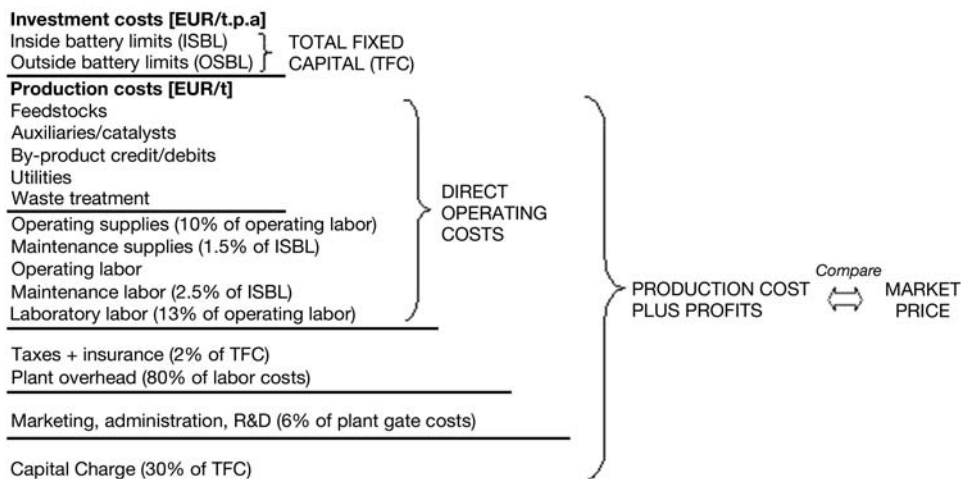 Investment costs [EUR/t.p.a]
Inside battery limits (ISBL)
Outside battery limits (OSBL)
TOTAL FIXED
CAPITAL (TFC)
Production costs [EUR/t]
Feedstocks
Auxiliaries/catalysts
By-product credit/debits
Utilities
Waste treatment
Operating supplies (10% of operating labor)
Maintenance supplies (1.5% of ISBL)
Operating labor
Maintenance labor (2.5% of ISBL)
Laboratory labor (13% of operating labor)
DIRECT
OPERATING
COSTS
Taxes + insurance (2% of TFC)
Plant overhead (80% of labor costs)
Marketing, administration, R&D (6% of plant gate costs)
Capital Charge (30% of TFC)
PRODUCTION COST
PLUS PROFITS
Compare
MARKET
PRICE